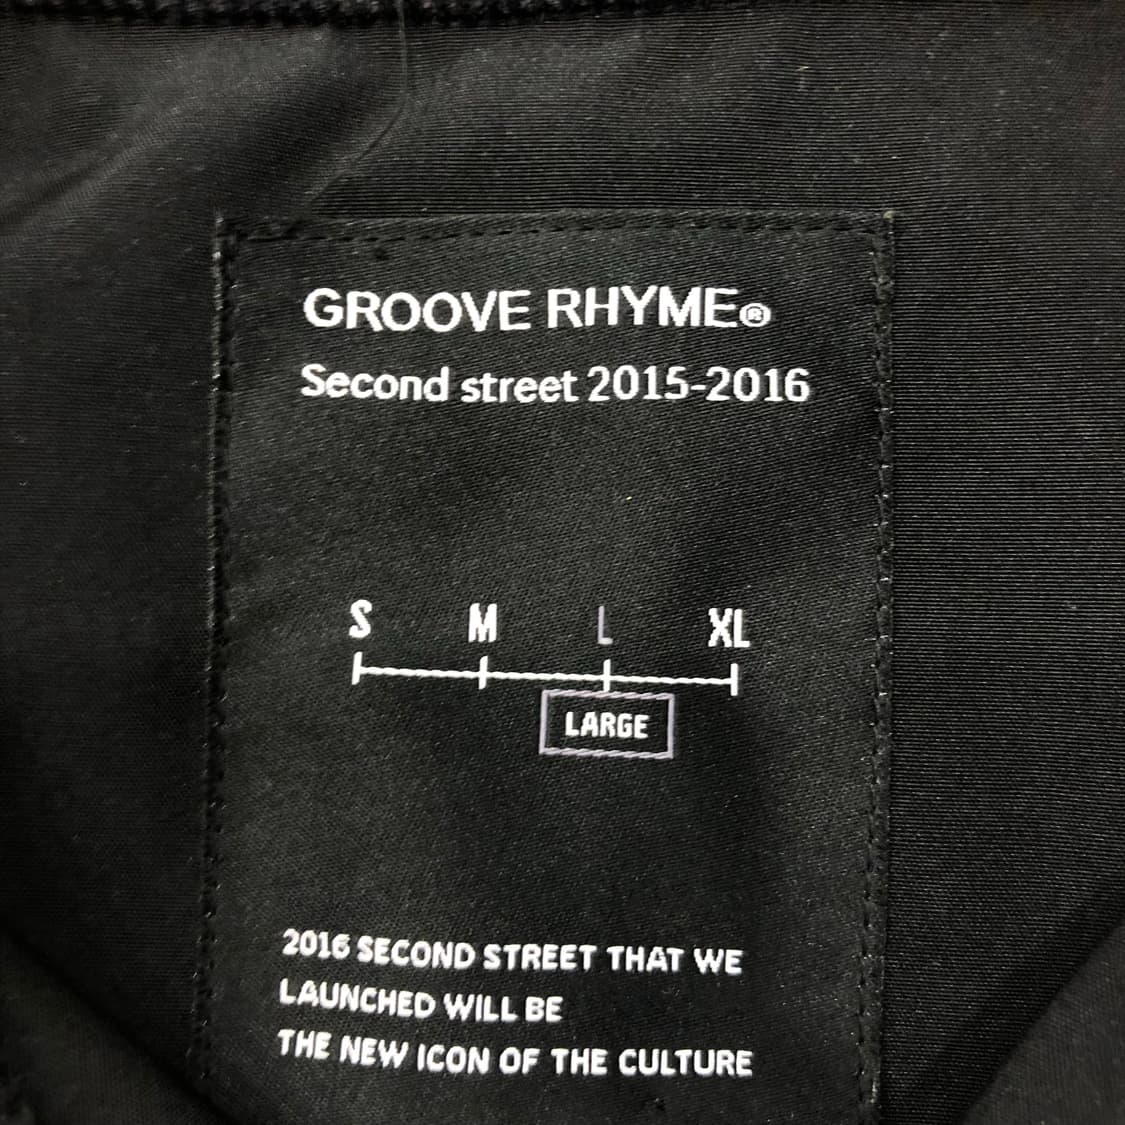 GROOVE RHYME®
Second street 2015-2016
S M L XL
LARGE
2016 SECOND STREET THAT WE
LAUNCHED WILL BE
THE NEW ICON OF THE CULTURE